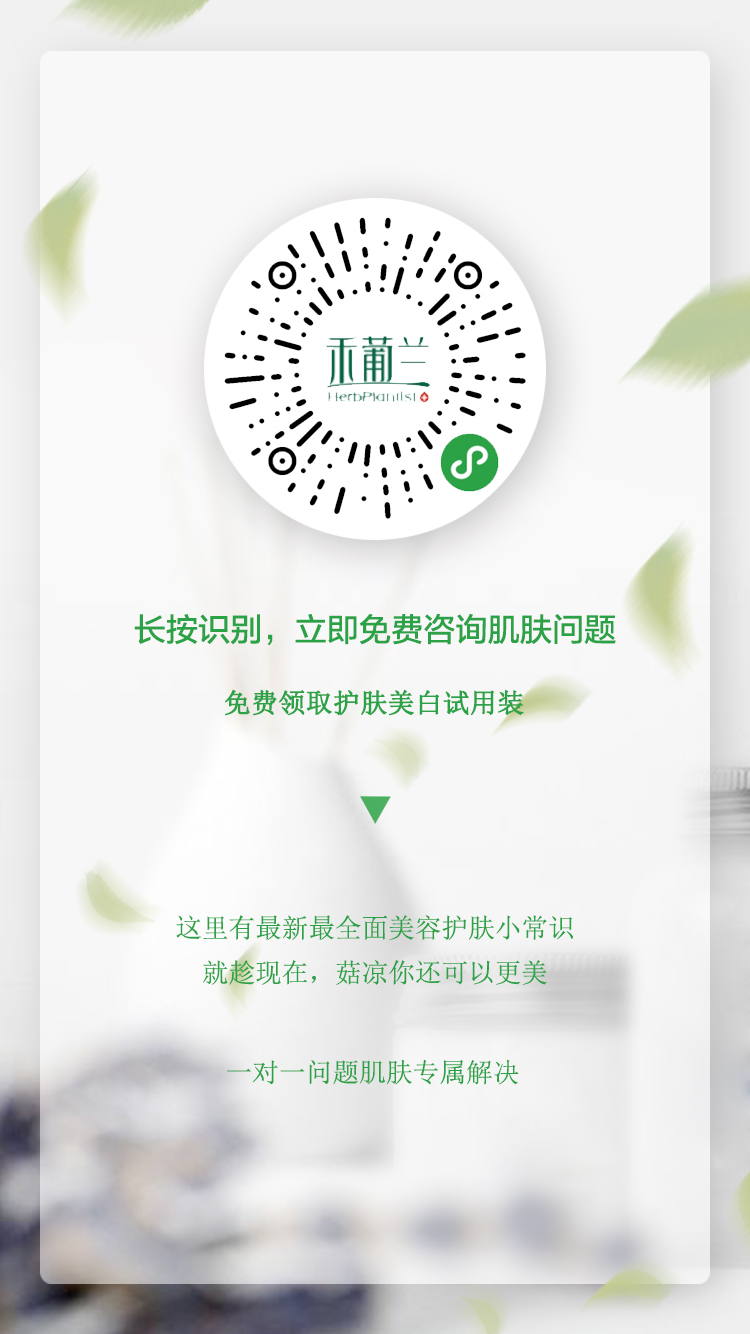 禾葡兰
HerbPlantist
长按识别，立即免费咨询肌肤问题
免费领取护肤美白试用装
这里有最新最全面美容护肤小常识
就趁现在，菇凉你还可以更美
一对一问题肌肤专属解决